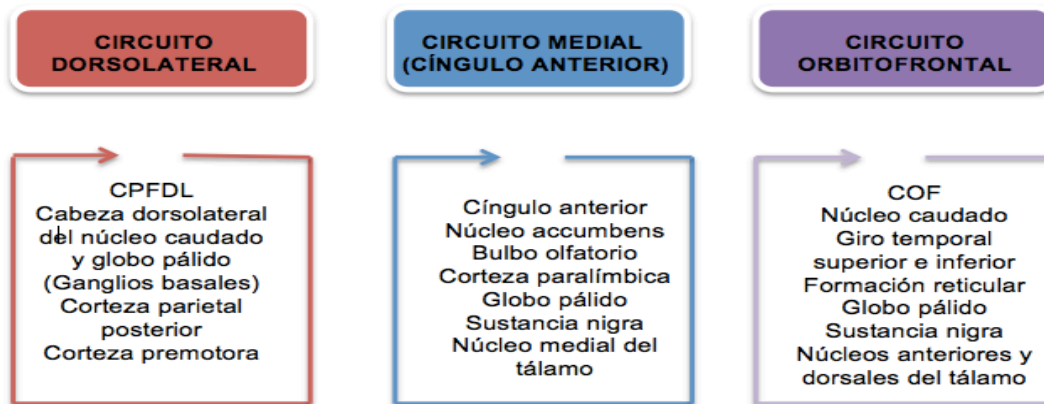 CIRCUITO
DORSOLATERAL
CIRCUITO MEDIAL
(CÍNGULO ANTERIOR)
CIRCUITO
ORBITOFRONTAL
CPFDL
Cabeza dorsolateral
del núcleo caudado
y globo pálido
(Ganglios basales)
Corteza parietal
posterior
Corteza premotora
Cíngulo anterior
Núcleo accumbens
Bulbo olfatorio
Corteza paralímbica
Globo pálido
Sustancia nigra
Núcleo medial del
tálamo
COF
Núcleo caudado
Giro temporal
superior e inferior
Formación reticular
Globo pálido
Sustancia nigra
Núcleos anteriores y
dorsales del tálamo